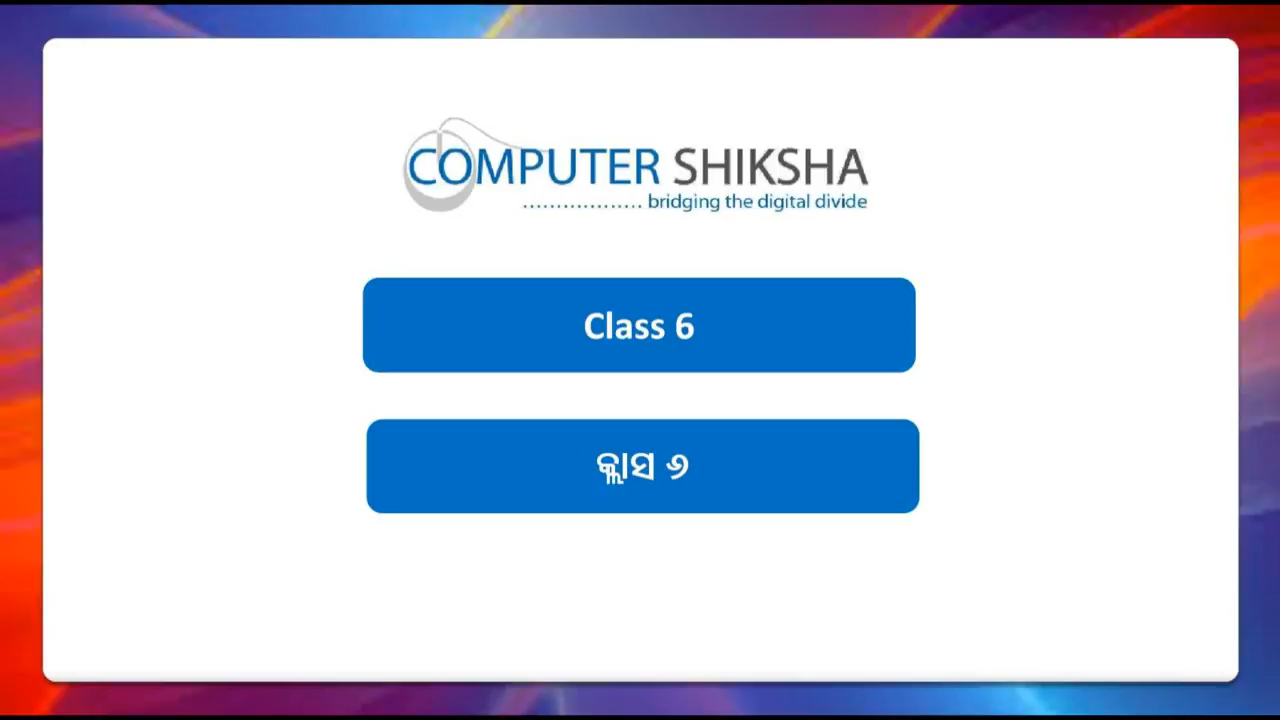 COMPUTER SHIKSHA
.................. bridging the digital divide
Class 6
କ୍ଲାସ ୬